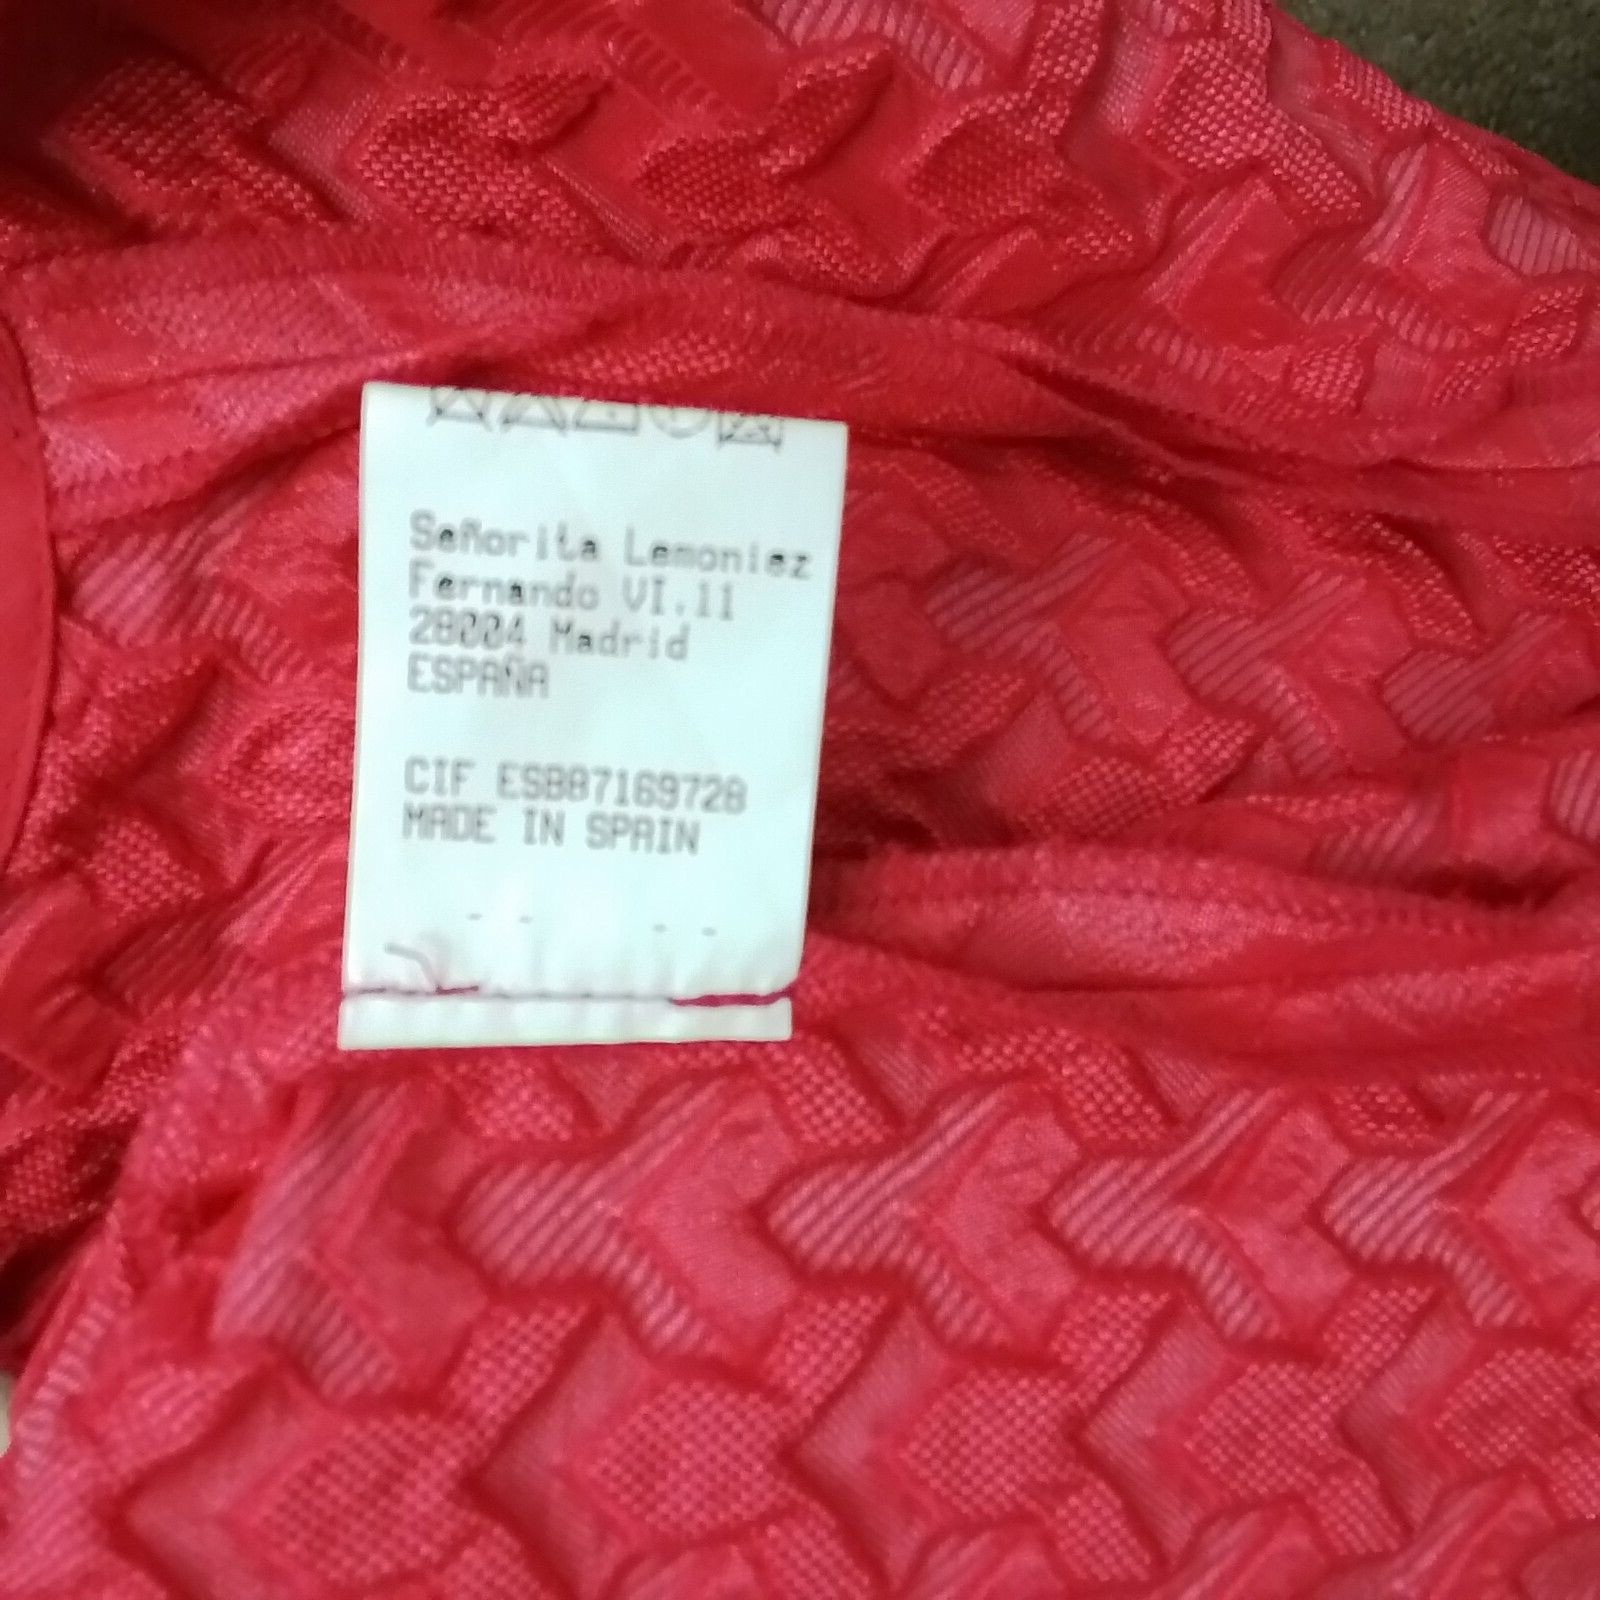 Señorita Lemoniez
Fernando VI.11
28004 Madrid
ESPAÑA
CIF ESB87169728
MADE IN SPAIN